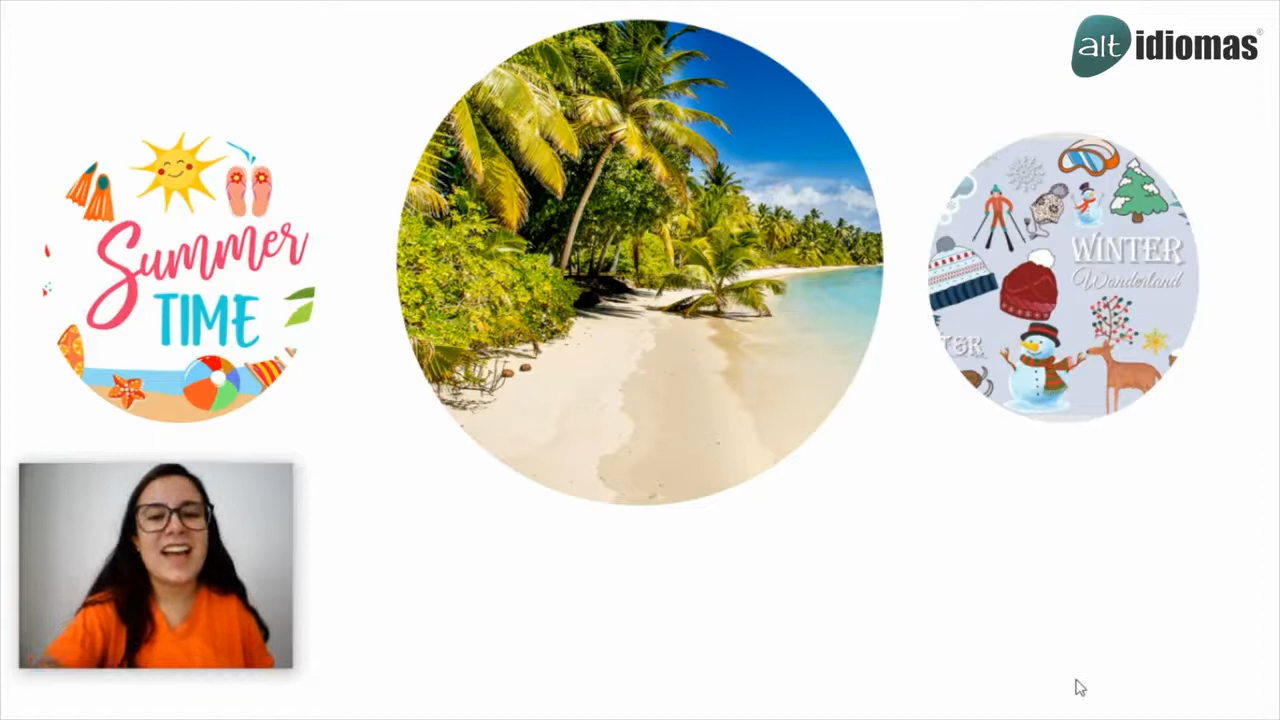 alt idiomas®
Summer
TIME
WINTER
Wonderland
TER